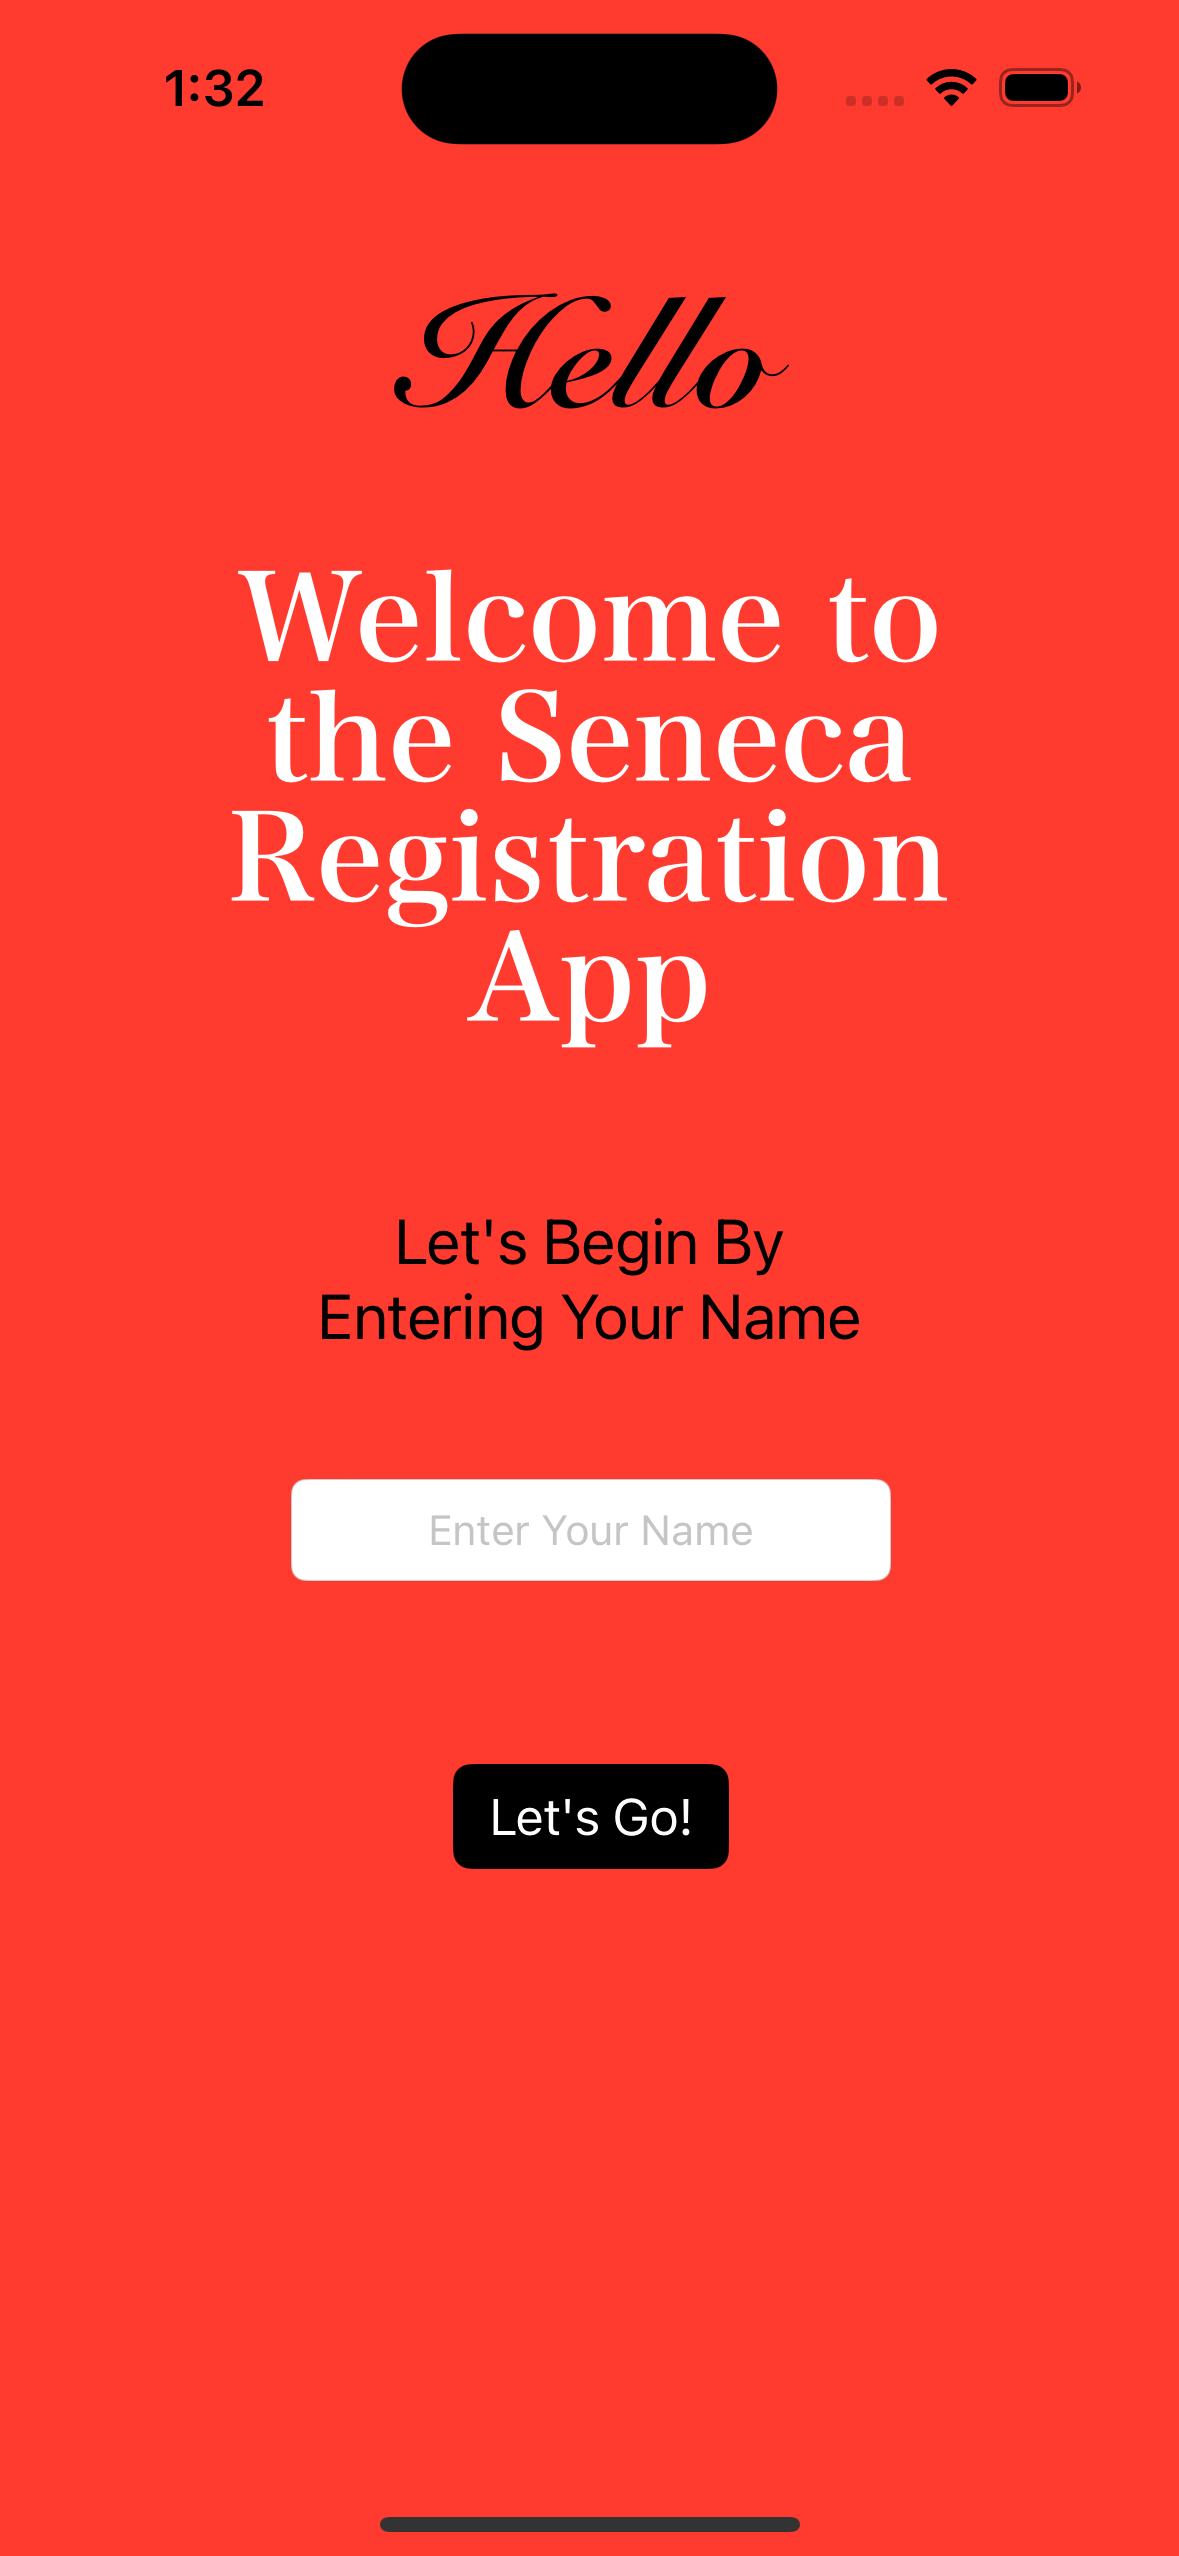 1:32
Hello
Welcome to
the Seneca
Registration
App
Let's Begin By
Entering Your Name
Enter Your Name
Let's Go!